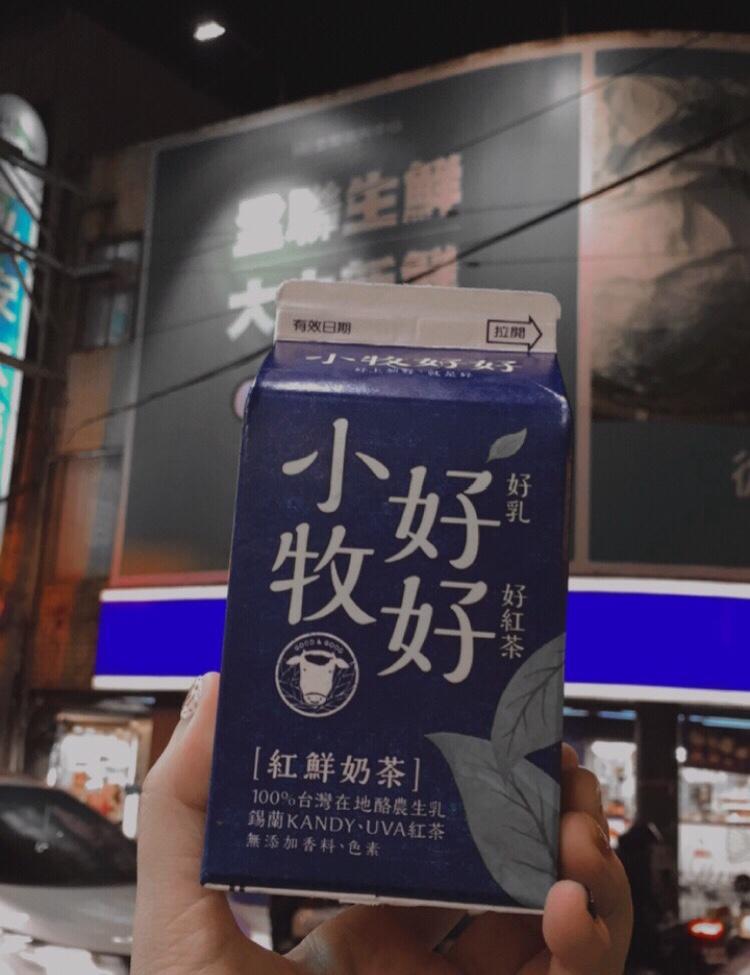 全聯生鮮
有效日期
拉開
小牧好好
小牧
好好
好乳
好紅茶
GOOD & GOOD
[紅鮮奶茶]
100%台灣在地酪農生乳
錫蘭KANDY、UVA紅茶
無添加香料、色素